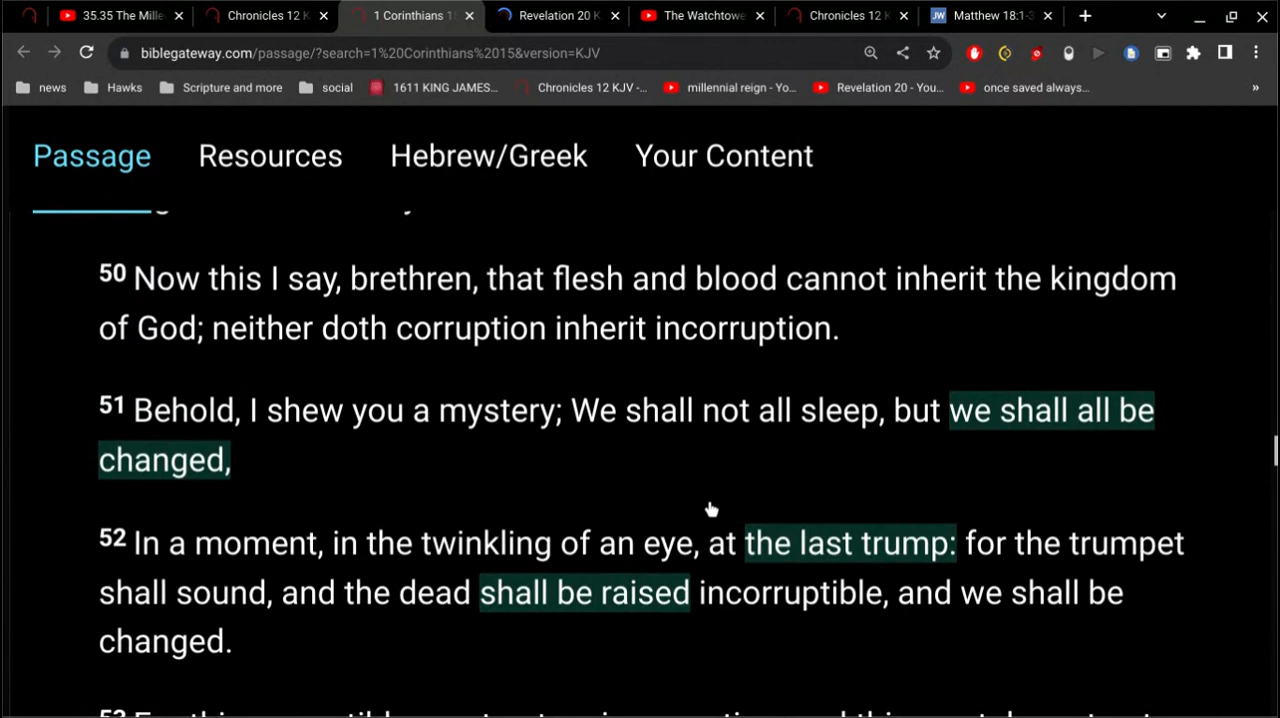 35.35 The Mille
Chronicles 12 K
1 Corinthians 1
Revelation 20 K
The Watchtowe
Chronicles 12 K
JW Matthew 18:1-3
biblegateway.com/passage/?search=1%20Corinthians%2015&version=KJV
news
Hawks
Scripture and more
social
1611 KING JAMES...
Chronicles 12 KJV -...
millennial reign - Yo...
Revelation 20 - You...
once saved always...
Passage Resources Hebrew/Greek Your Content
50 Now this I say, brethren, that flesh and blood cannot inherit the kingdom
of God; neither doth corruption inherit incorruption.
51 Behold, I shew you a mystery; We shall not all sleep, but we shall all be
changed,
52 In a moment, in the twinkling of an eye, at the last trump: for the trumpet
shall sound, and the dead shall be raised incorruptible, and we shall be
changed.